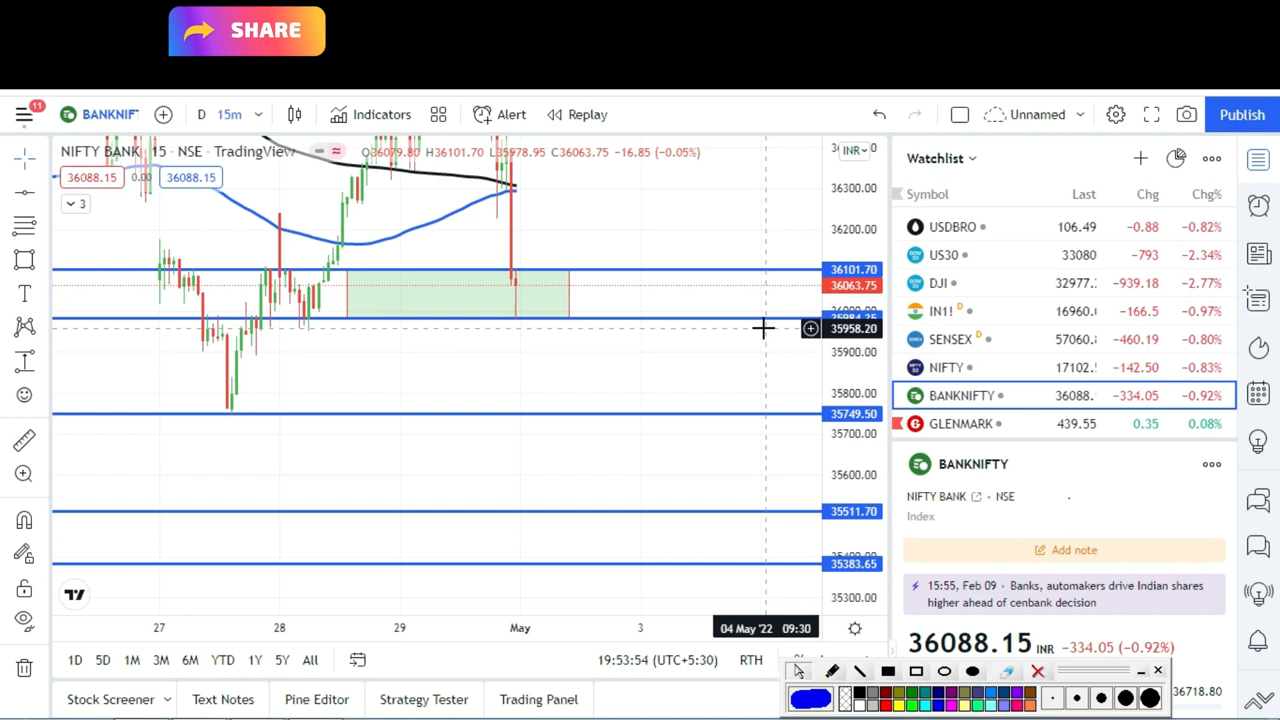 SHARE
11
BANKNIF
D
15m
Indicators
Alert
Replay
Unnamed
Publish
NIFTY BANK · 15 · NSE · TradingView
O36079.80 H36101.70 L35978.95 C36063.75 −16.85 (−0.05%)
INR
36088.15
0.00
36088.15
3
36300.00
36200.00
36101.70
36063.75
35958.20
35900.00
35800.00
35749.50
35700.00
35600.00
35511.70
35383.65
35300.00
27
28
29
May
3
04 May '22 09:30
1D
5D
1M
3M
6M
YTD
1Y
5Y
All
19:53:54 (UTC+5:30)
RTH
%
Stock Screener
Text Notes
Pine Editor
Strategy Tester
Trading Panel
Watchlist
Symbol Last Chg Chg%
USDBRO 106.49 −0.88 −0.82%
US30 33080 −793 −2.34%
DJI 32977. −939.18 −2.77%
IN1! D 16960. −166.5 −0.97%
SENSEX D 57060. −460.19 −0.80%
NIFTY 17102. −142.50 −0.83%
BANKNIFTY 36088. −334.05 −0.92%
GLENMARK 439.55 0.35 0.08%
BANKNIFTY
NIFTY BANK · NSE
Index
Add note
15:55, Feb 09 · Banks, automakers drive Indian shares
higher ahead of cenbank decision
36088.15 INR −334.05 (−0.92%)
36718.80